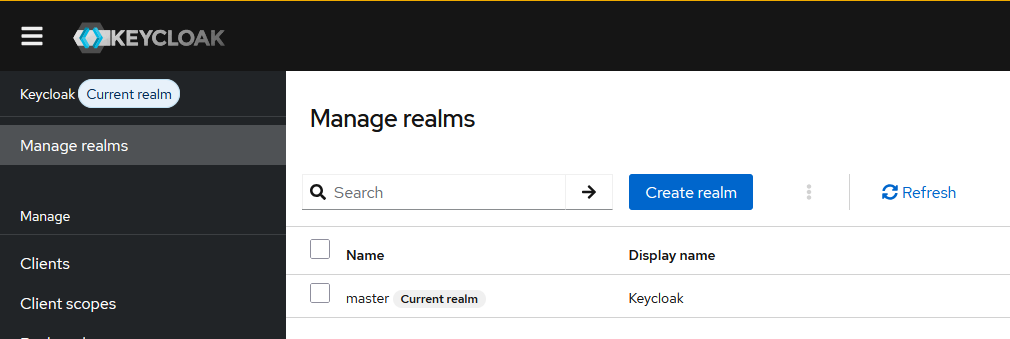 KEYCLOAK
Keycloak Current realm
Manage realms
Manage
Clients
Client scopes
Manage realms
Search
Create realm
Refresh
Name Display name
master Current realm Keycloak